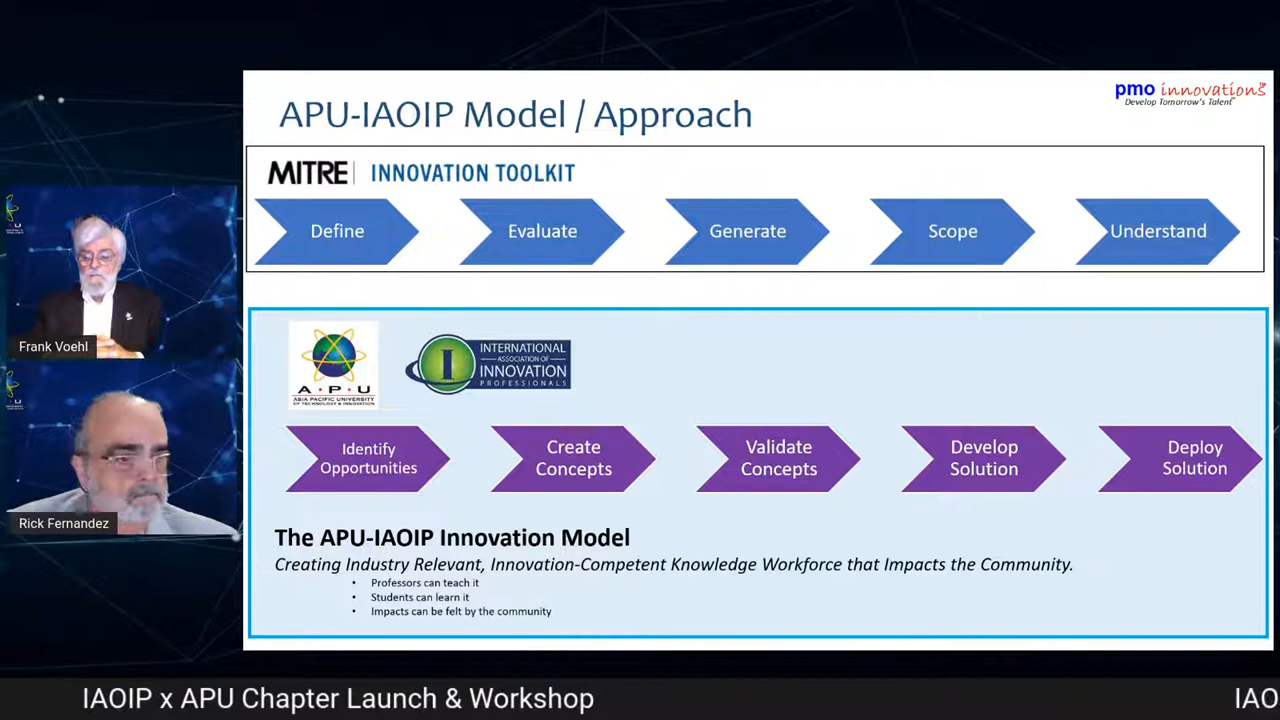 pmo innovations
Develop Tomorrow's Talent
APU-IAOIP Model / Approach
MITRE | INNOVATION TOOLKIT
Define
Evaluate
Generate
Scope
Understand
A·P·U
ASIA PACIFIC UNIVERSITY
OF TECHNOLOGY & INNOVATION
INTERNATIONAL
ASSOCIATION OF
INNOVATION
PROFESSIONALS
I
Identify
Opportunities
Create
Concepts
Validate
Concepts
Develop
Solution
Deploy
Solution
The APU-IAOIP Innovation Model
Creating Industry Relevant, Innovation-Competent Knowledge Workforce that Impacts the Community.
• Professors can teach it
• Students can learn it
• Impacts can be felt by the community
Frank Voehl
Rick Fernandez
IAOIP x APU Chapter Launch & Workshop
IAO